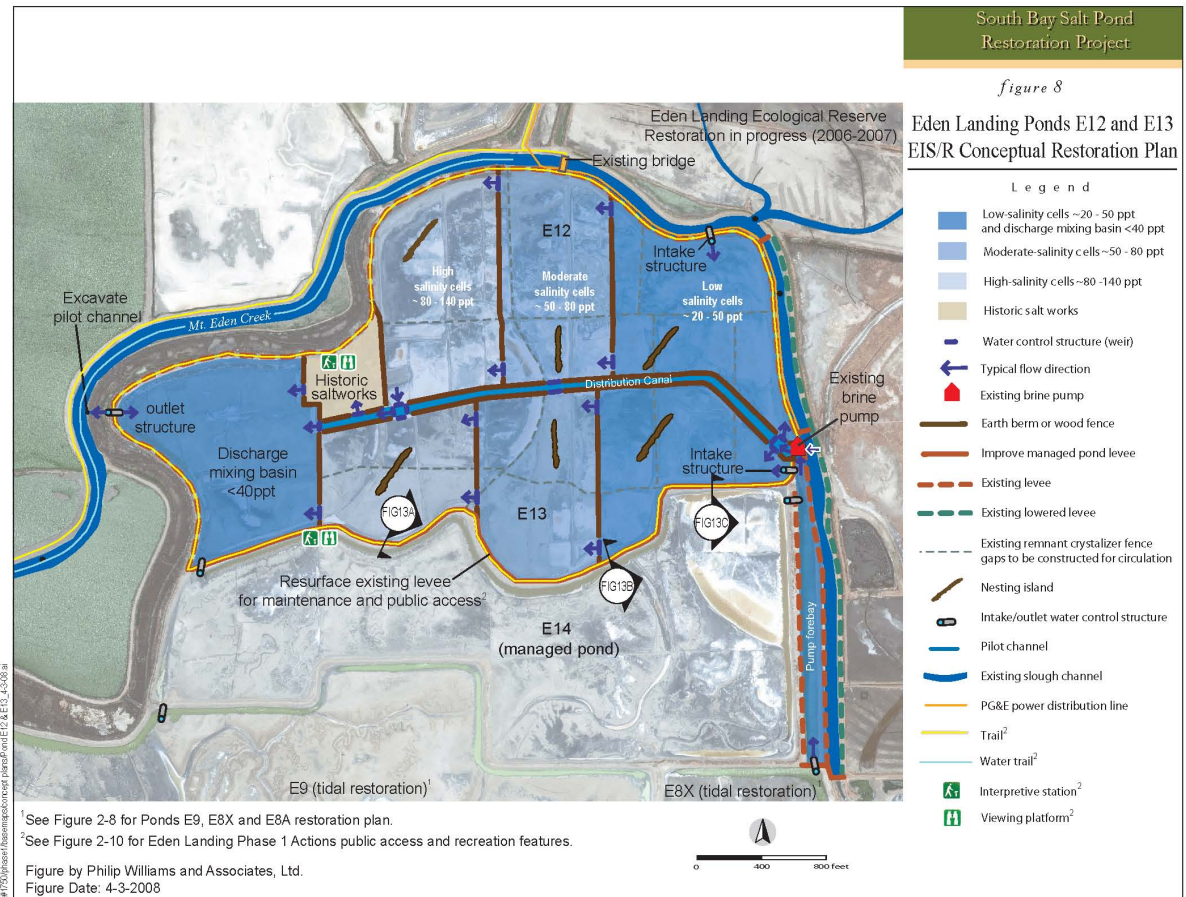 South Bay Salt Pond
Restoration Project
figure 8
Eden Landing Ponds E12 and E13
EIS/R Conceptual Restoration Plan
Legend
Low-salinity cells ~20 - 50 ppt
and discharge mixing basin <40 ppt
Moderate-salinity cells ~50 - 80 ppt
High-salinity cells ~80 -140 ppt
Historic salt works
Water control structure (weir)
Typical flow direction
Existing brine pump
Earth berm or wood fence
Improve managed pond levee
Existing levee
Existing lowered levee
Existing remnant crystalizer fence
gaps to be constructed for circulation
Nesting island
Intake/outlet water control structure
Pilot channel
Existing slough channel
PG&E power distribution line
Trail2
Water trail2
Interpretive station2
Viewing platform2
Eden Landing Ecological Reserve
Restoration in progress (2006-2007)
Existing bridge
E12
Intake
structure
High
salinity cells
~ 80 - 140 ppt
Moderate
salinity cells
~ 50 - 80 ppt
Low
salinity cells
~ 20 - 50 ppt
Excavate
pilot channel
Mt. Eden Creek
Historic
saltworks
Distribution Canal
Existing
brine
pump
outlet
structure
Discharge
mixing basin
<40ppt
Intake
structure
E13
FIG13A
FIG13C
FIG13B
Resurface existing levee
for maintenance and public access2
E14
(managed pond)
Pump forebay
E9 (tidal restoration)1
E8X (tidal restoration)1
1See Figure 2-8 for Ponds E9, E8X and E8A restoration plan.
2See Figure 2-10 for Eden Landing Phase 1 Actions public access and recreation features.
Figure by Philip Williams and Associates, Ltd.
Figure Date: 4-3-2008
0 400 800 feet
#1750/phase1/basemaps/concept plans/Pond E12 & E13_4-3-08.ai